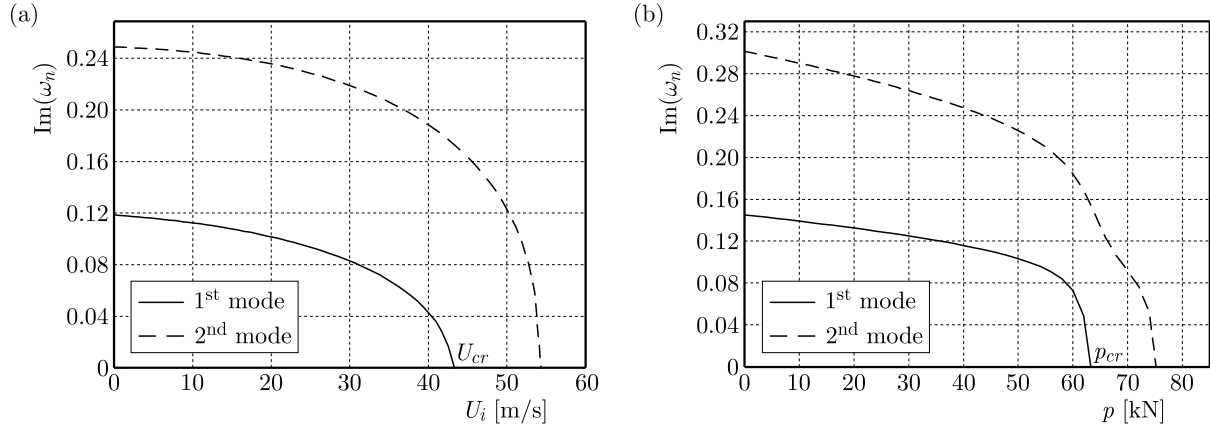 (a)
Im(ωₙ)
0.24
0.20
0.16
0.12
0.08
0.04
0
1ˢᵗ mode
2ⁿᵈ mode
U_cr
0 10 20 30 40 50 60
U_i [m/s]
(b)
Im(ωₙ)
0.32
0.28
0.24
0.20
0.16
0.12
0.08
0.04
0
1ˢᵗ mode
2ⁿᵈ mode
p_cr
0 10 20 30 40 50 60 70 80
p [kN]